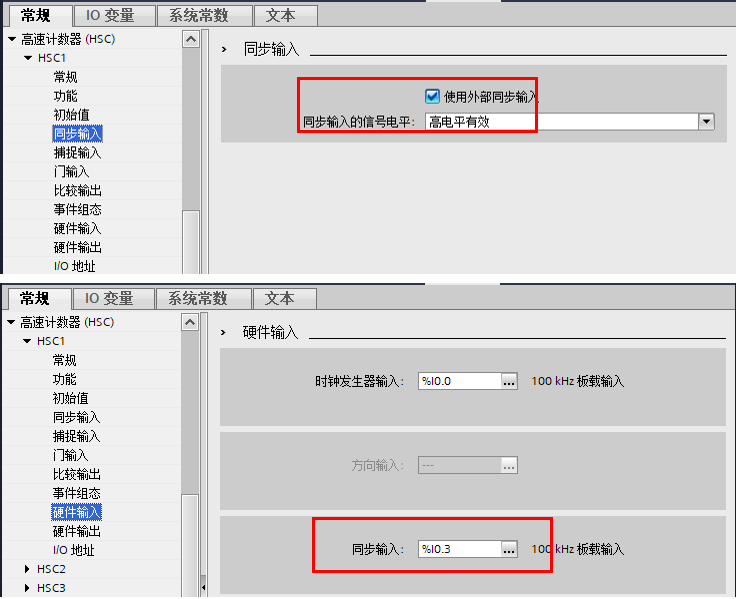 常规 IO 变量 系统常数 文本
高速计数器 (HSC)
HSC1
常规
功能
初始值
同步输入
捕捉输入
门输入
比较输出
事件组态
硬件输入
硬件输出
I/O 地址
同步输入
使用外部同步输入
同步输入的信号电平: 高电平有效
常规 IO 变量 系统常数 文本
高速计数器 (HSC)
HSC1
常规
功能
初始值
同步输入
捕捉输入
门输入
比较输出
事件组态
硬件输入
硬件输出
I/O 地址
HSC2
HSC3
硬件输入
时钟发生器输入: %I0.0 ... 100 kHz 板载输入
方向输入: --- ...
同步输入: %I0.3 ... 100 kHz 板载输入